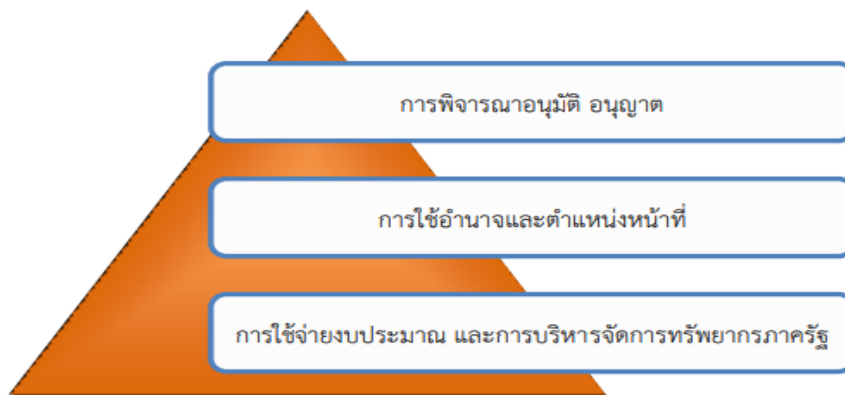 การพิจารณาอนุมัติ อนุญาต
การใช้อำนาจและตำแหน่งหน้าที่
การใช้จ่ายงบประมาณ และการบริหารจัดการทรัพยากรภาครัฐ